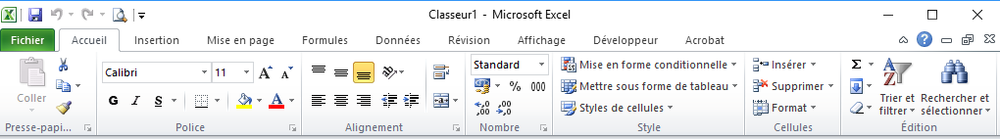 Classeur1 - Microsoft Excel
Fichier Accueil Insertion Mise en page Formules Données Révision Affichage Développeur Acrobat
Coller
Presse-papi...
Calibri 11
G I S A
Police
Alignement
Standard
% 000
Nombre
Mise en forme conditionnelle
Mettre sous forme de tableau
Styles de cellules
Style
Insérer
Supprimer
Format
Cellules
Σ
Trier et filtrer
Rechercher et sélectionner
Édition